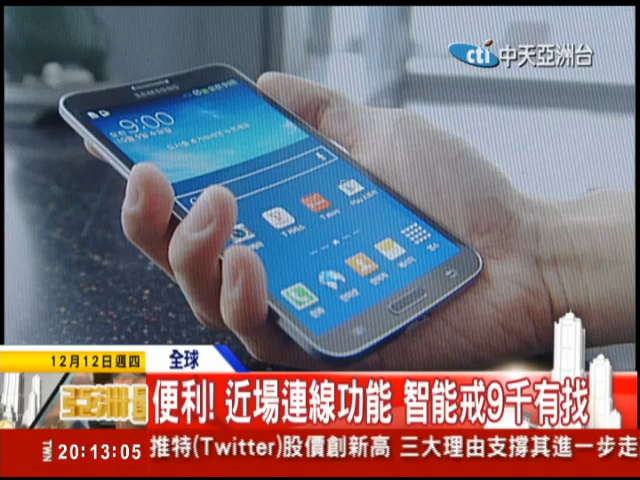 cti 中天亞洲台
SAMSUNG
9:00
12月12日週四
全球
亞洲
便利! 近場連線功能 智能戒9千有找
TWN 20:13:05 推特(Twitter)股價創新高 三大理由支撐其進一步走